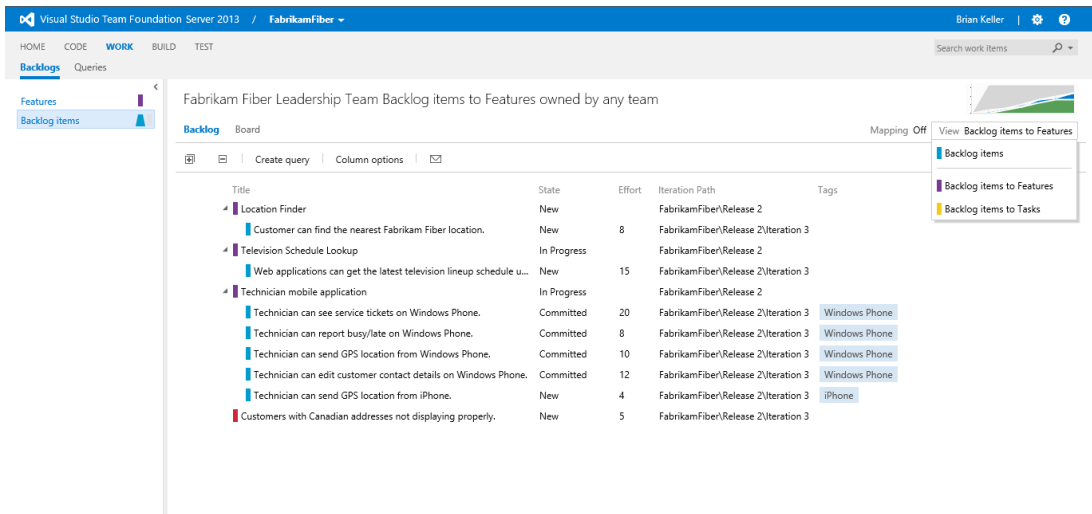 Visual Studio Team Foundation Server 2013 / FabrikamFiber Brian Keller |
HOME CODE WORK BUILD TEST Search work items
Backlogs Queries
Features
Backlog items
Fabrikam Fiber Leadership Team Backlog items to Features owned by any team
Backlog Board Mapping Off View Backlog items to Features
Backlog items
Backlog items to Features
Backlog items to Tasks
Create query Column options
Title State Effort Iteration Path Tags
Location Finder New FabrikamFiber\Release 2
Customer can find the nearest Fabrikam Fiber location. New 8 FabrikamFiber\Release 2\Iteration 3
Television Schedule Lookup In Progress FabrikamFiber\Release 2
Web applications can get the latest television lineup schedule u... New 15 FabrikamFiber\Release 2\Iteration 3
Technician mobile application In Progress FabrikamFiber\Release 2
Technician can see service tickets on Windows Phone. Committed 20 FabrikamFiber\Release 2\Iteration 3 Windows Phone
Technician can report busy/late on Windows Phone. Committed 8 FabrikamFiber\Release 2\Iteration 3 Windows Phone
Technician can send GPS location from Windows Phone. Committed 10 FabrikamFiber\Release 2\Iteration 3 Windows Phone
Technician can edit customer contact details on Windows Phone. Committed 12 FabrikamFiber\Release 2\Iteration 3 Windows Phone
Technician can send GPS location from iPhone. New 4 FabrikamFiber\Release 2\Iteration 3 iPhone
Customers with Canadian addresses not displaying properly. New 5 FabrikamFiber\Release 2\Iteration 3